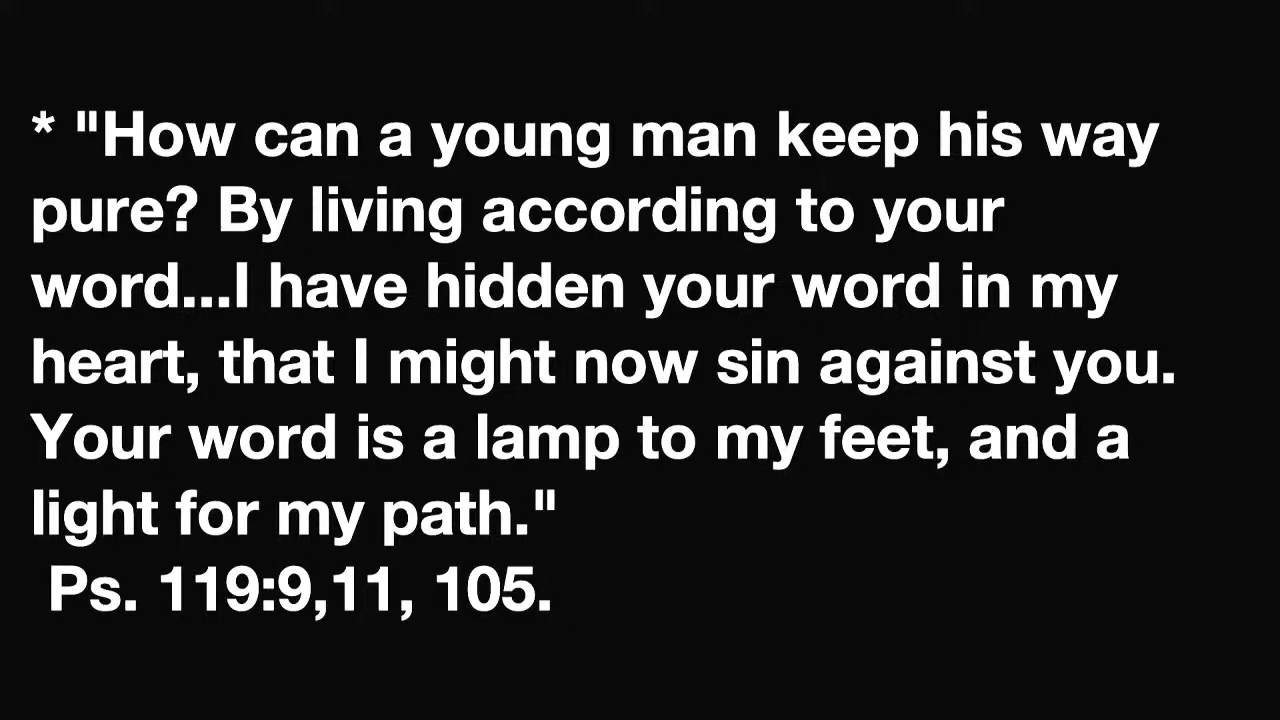 * "How can a young man keep his way
pure? By living according to your
word...I have hidden your word in my
heart, that I might now sin against you.
Your word is a lamp to my feet, and a
light for my path."
Ps. 119:9,11, 105.